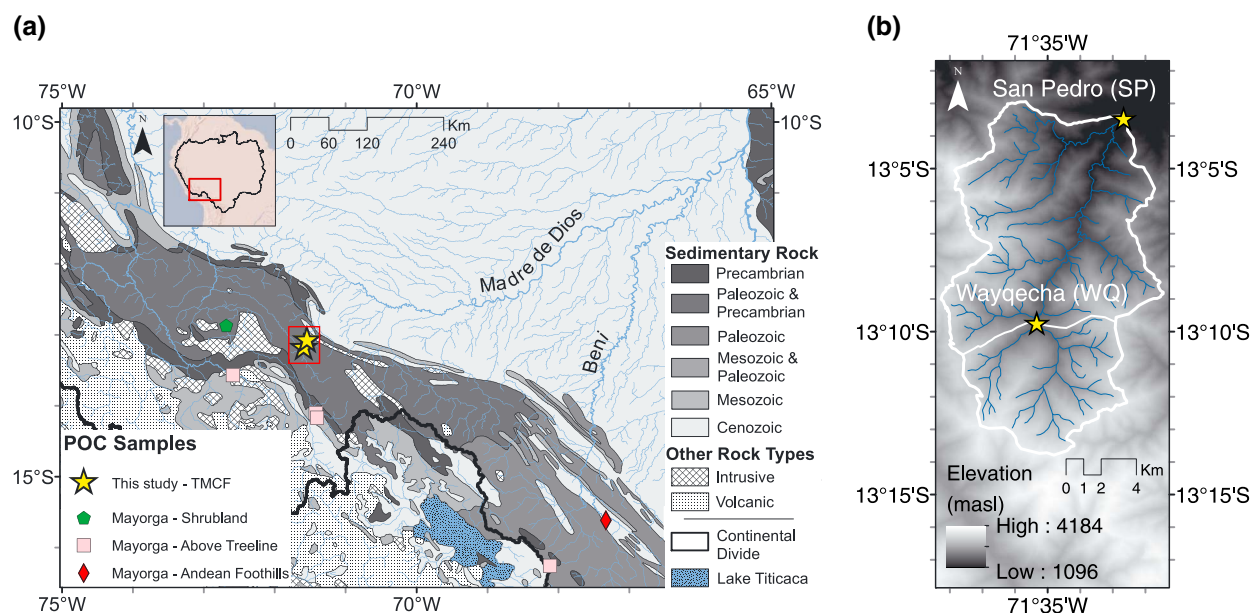 (a)
75°W
70°W
65°W
10°S
10°S
N
Km
0
60
120
240
Madre de Dios
Beni
15°S
Sedimentary Rock
Precambrian
Paleozoic &
Precambrian
Paleozoic
Mesozoic &
Paleozoic
Mesozoic
Cenozoic
Other Rock Types
Intrusive
Volcanic
Continental
Divide
Lake Titicaca
POC Samples
This study - TMCF
Mayorga - Shrubland
Mayorga - Above Treeline
Mayorga - Andean Foothills
75°W
70°W
65°W
(b)
71°35'W
N
San Pedro (SP)
13°5'S
13°5'S
Wayqecha (WQ)
13°10'S
13°10'S
Elevation
(masl)
Km
0 1 2 4
13°15'S
13°15'S
High : 4184
Low : 1096
71°35'W